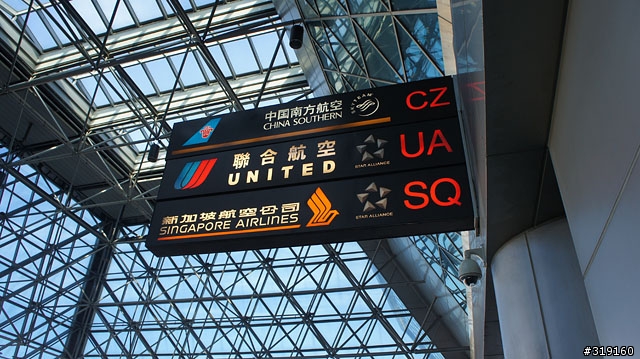 中国南方航空 SKYTEAM CZ
CHINA SOUTHERN
聯合航空 STAR ALLIANCE UA
UNITED
新加坡航空公司 STAR ALLIANCE SQ
SINGAPORE AIRLINES
#319160